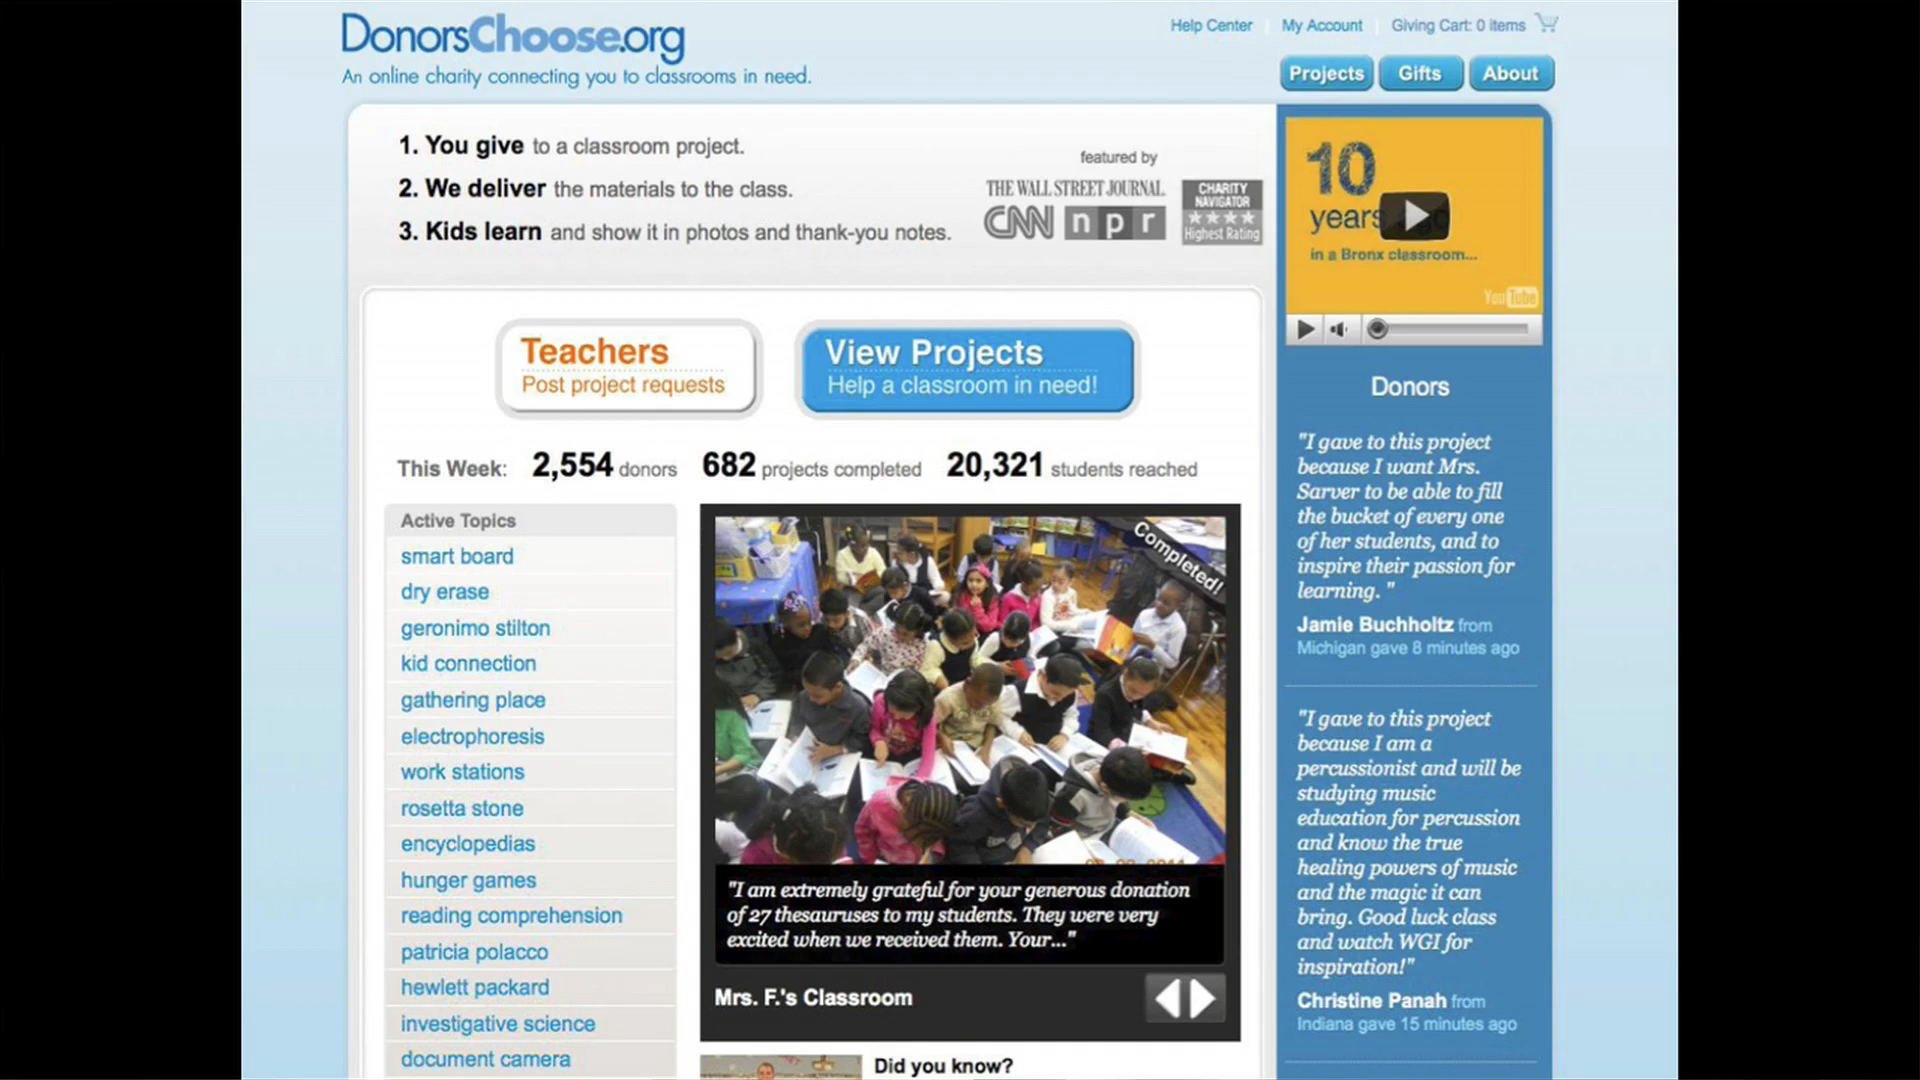 DonorsChoose.org
An online charity connecting you to classrooms in need.
Help Center
My Account
Giving Cart: 0 items
Projects
Gifts
About
1. You give to a classroom project.
2. We deliver the materials to the class.
3. Kids learn and show it in photos and thank-you notes.
featured by
THE WALL STREET JOURNAL.
CNN
npr
CHARITY
NAVIGATOR
Highest Rating
10
years
in a Bronx classroom...
YouTube
Teachers
Post project requests
View Projects
Help a classroom in need!
This Week: 2,554 donors 682 projects completed 20,321 students reached
Active Topics
smart board
dry erase
geronimo stilton
kid connection
gathering place
electrophoresis
work stations
rosetta stone
encyclopedias
hunger games
reading comprehension
patricia polacco
hewlett packard
investigative science
document camera
Completed!
"I am extremely grateful for your generous donation
of 27 thesauruses to my students. They were very
excited when we received them. Your..."
Mrs. F.'s Classroom
Did you know?
Donors
"I gave to this project
because I want Mrs.
Sarver to be able to fill
the bucket of every one
of her students, and to
inspire their passion for
learning. "
Jamie Buchholtz from
Michigan gave 8 minutes ago
"I gave to this project
because I am a
percussionist and will be
studying music
education for percussion
and know the true
healing powers of music
and the magic it can
bring. Good luck class
and watch WGI for
inspiration!"
Christine Panah from
Indiana gave 15 minutes ago